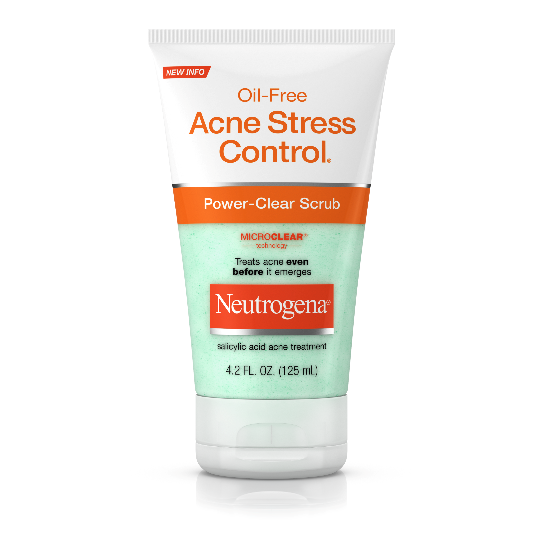 NEW INFO
Oil-Free
Acne Stress
Control®
Power-Clear Scrub
MICROCLEAR®
technology
Treats acne even
before it emerges
Neutrogena®
salicylic acid acne treatment
4.2 FL. OZ. (125 mL)